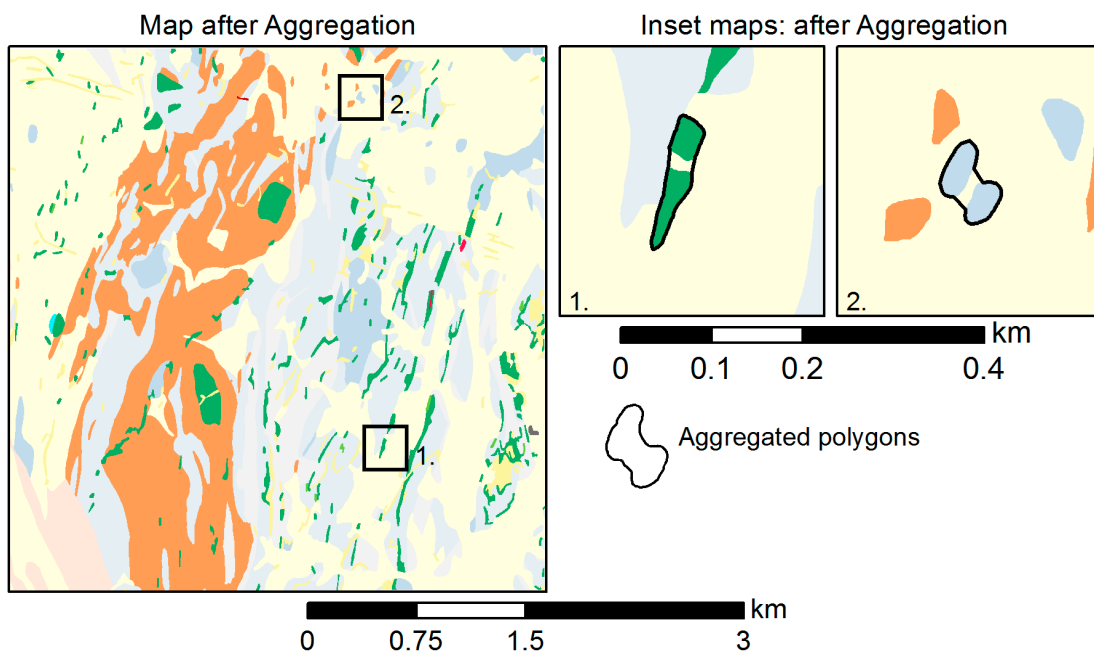 Map after Aggregation
Inset maps: after Aggregation
2.
1.
1.
2.
km
0 0.1 0.2 0.4
Aggregated polygons
km
0 0.75 1.5 3